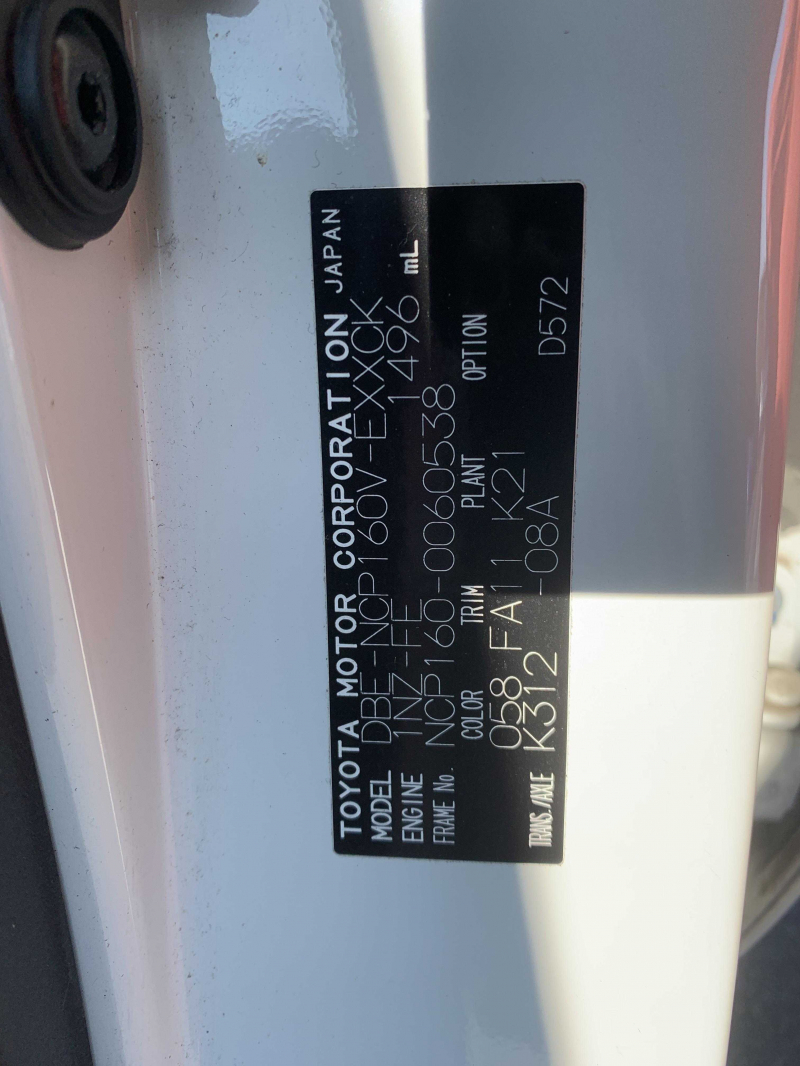 TOYOTA MOTOR CORPORATION JAPAN
MODEL DBE-NCP160V-EXXCK
ENGINE 1NZ-FE 1496 mL
FRAME No. NCP160-0060538
COLOR TRIM PLANT OPTION
058 FA11 K21
TRANS./AXLE K312 -08A D572